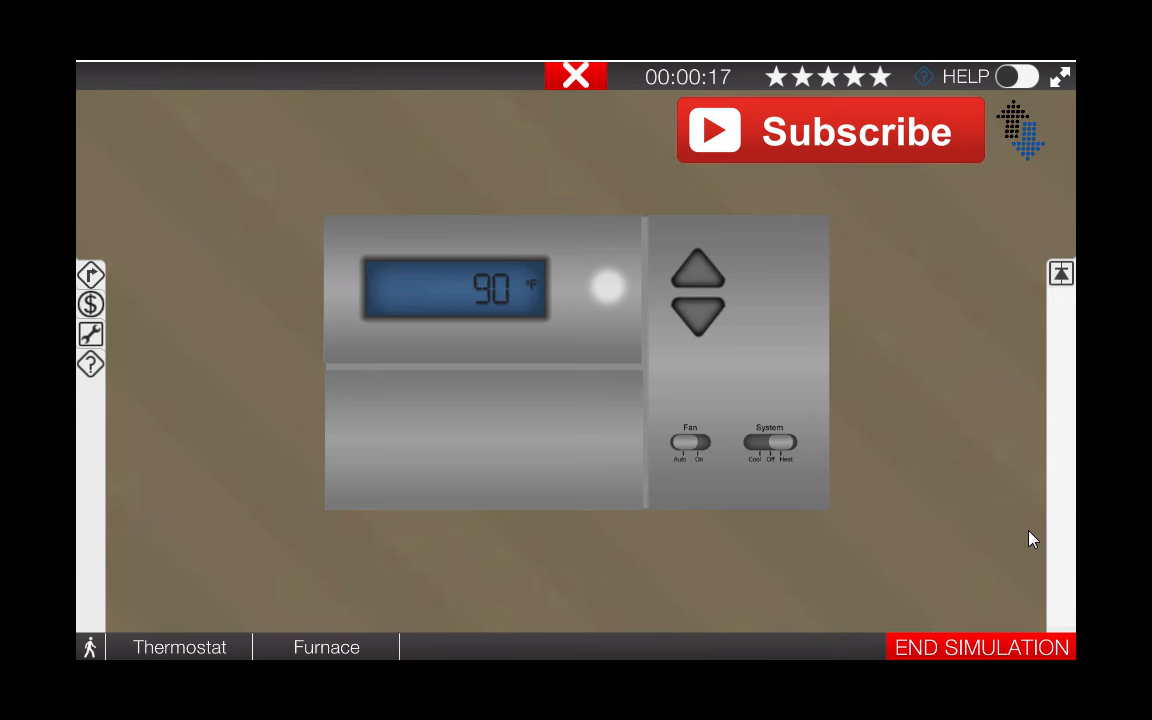 00:00:17
HELP
Subscribe
90 °F
Fan
System
Auto On
Cool Off Heat
Thermostat
Furnace
END SIMULATION